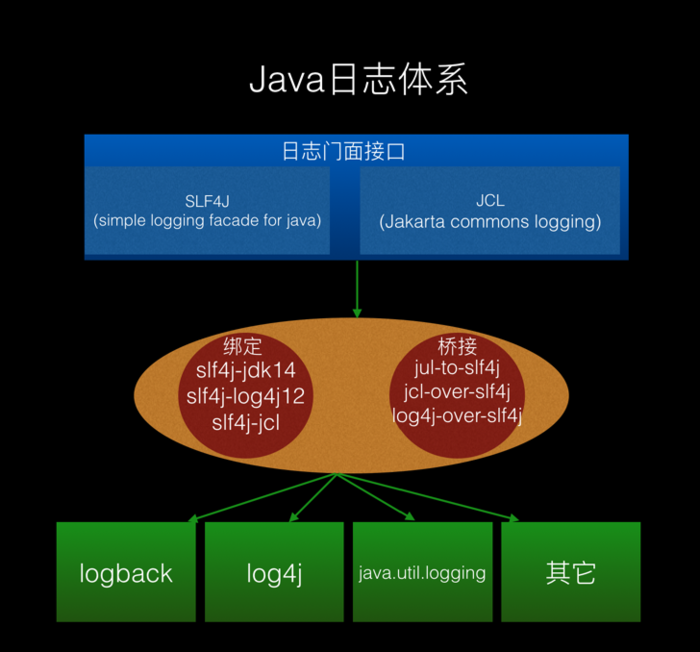 Java日志体系
日志门面接口
SLF4J
(simple logging facade for java)
JCL
(Jakarta commons logging)
绑定
slf4j-jdk14
slf4j-log4j12
slf4j-jcl
桥接
jul-to-slf4j
jcl-over-slf4j
log4j-over-slf4j
logback
log4j
java.util.logging
其它